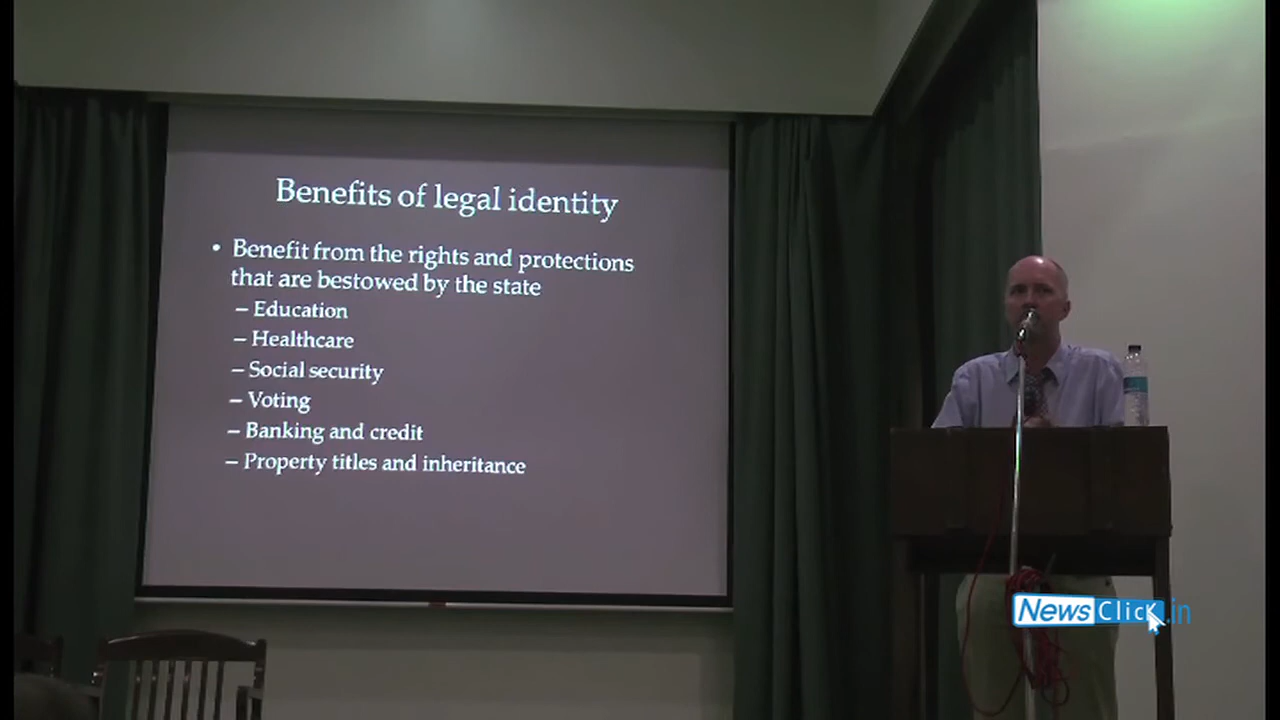 Benefits of legal identity
• Benefit from the rights and protections
that are bestowed by the state
– Education
– Healthcare
– Social security
– Voting
– Banking and credit
– Property titles and inheritance
NewsClick.in